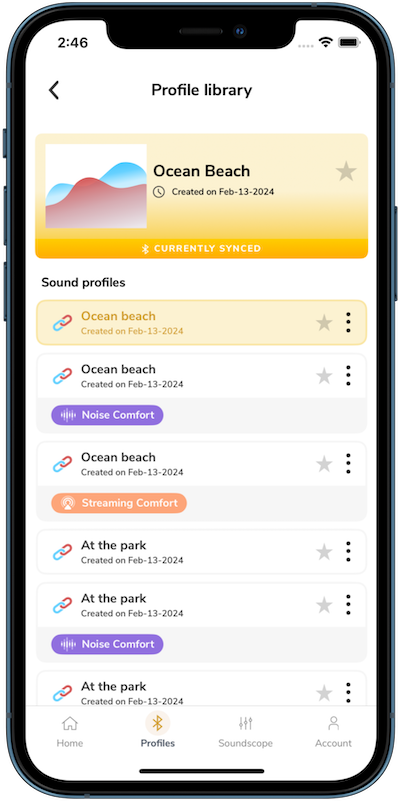 2:46
Profile library
Ocean Beach
Created on Feb-13-2024
CURRENTLY SYNCED
Sound profiles
Ocean beach
Created on Feb-13-2024
Ocean beach
Created on Feb-13-2024
Noise Comfort
Ocean beach
Created on Feb-13-2024
Streaming Comfort
At the park
Created on Feb-13-2024
At the park
Created on Feb-13-2024
Noise Comfort
At the park
Created on Feb-13-2024
Home
Profiles
Soundscope
Account